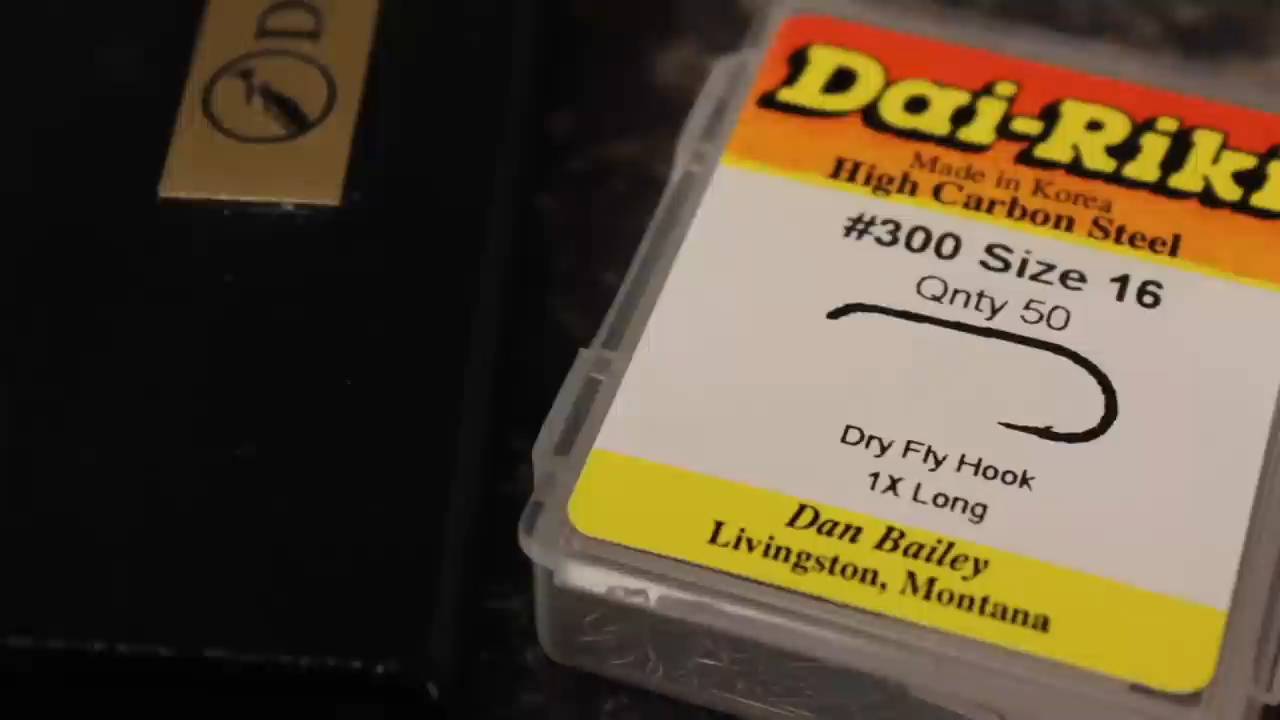 D
Dai-Riki
Made in Korea
High Carbon Steel
#300 Size 16
Qnty 50
Dry Fly Hook
1X Long
Dan Bailey
Livingston, Montana